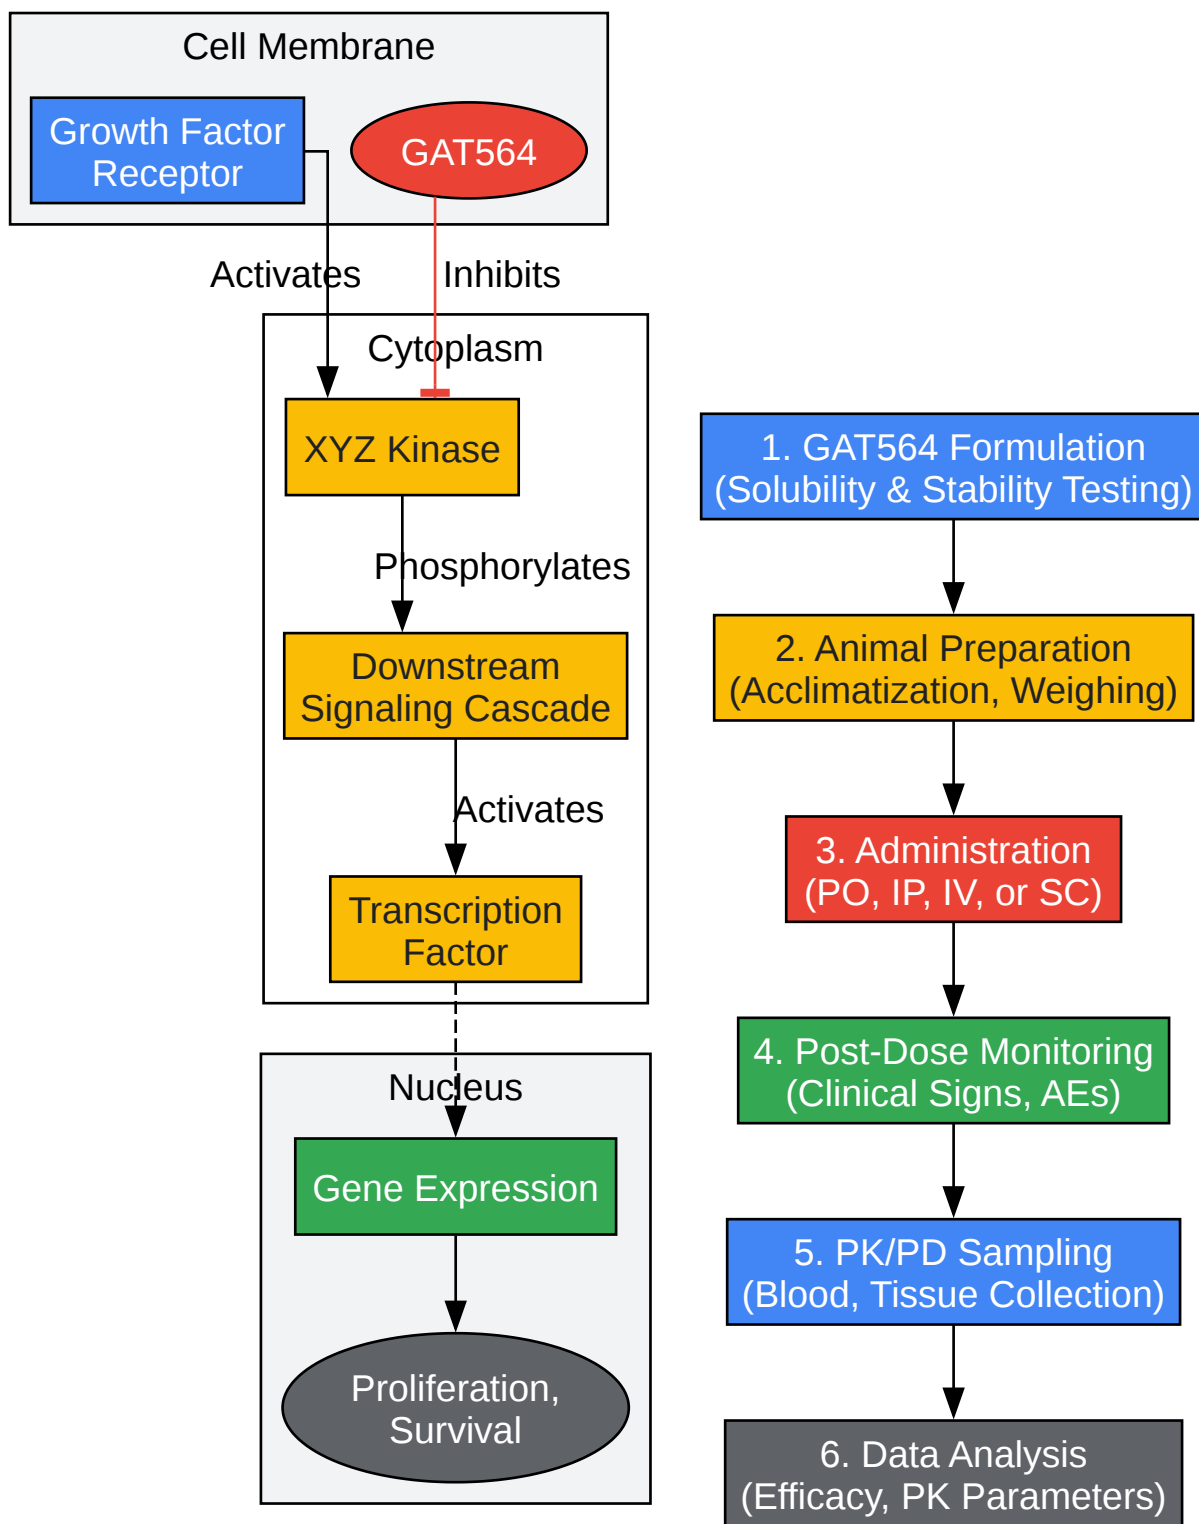 Cell Membrane
Growth Factor
Receptor
GAT564
Activates
Inhibits
Cytoplasm
XYZ Kinase
Phosphorylates
Downstream
Signaling Cascade
Activates
Transcription
Factor
Nucleus
Gene Expression
Proliferation,
Survival
1. GAT564 Formulation
(Solubility & Stability Testing)
2. Animal Preparation
(Acclimatization, Weighing)
3. Administration
(PO, IP, IV, or SC)
4. Post-Dose Monitoring
(Clinical Signs, AEs)
5. PK/PD Sampling
(Blood, Tissue Collection)
6. Data Analysis
(Efficacy, PK Parameters)